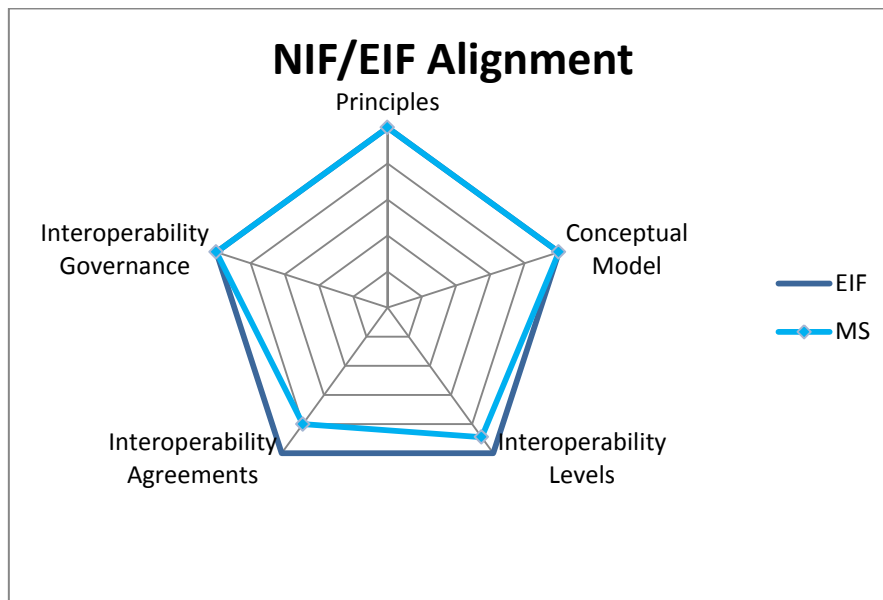 NIF/EIF Alignment
Principles
Interoperability
Governance
Conceptual
Model
EIF
MS
Interoperability
Agreements
Interoperability
Levels